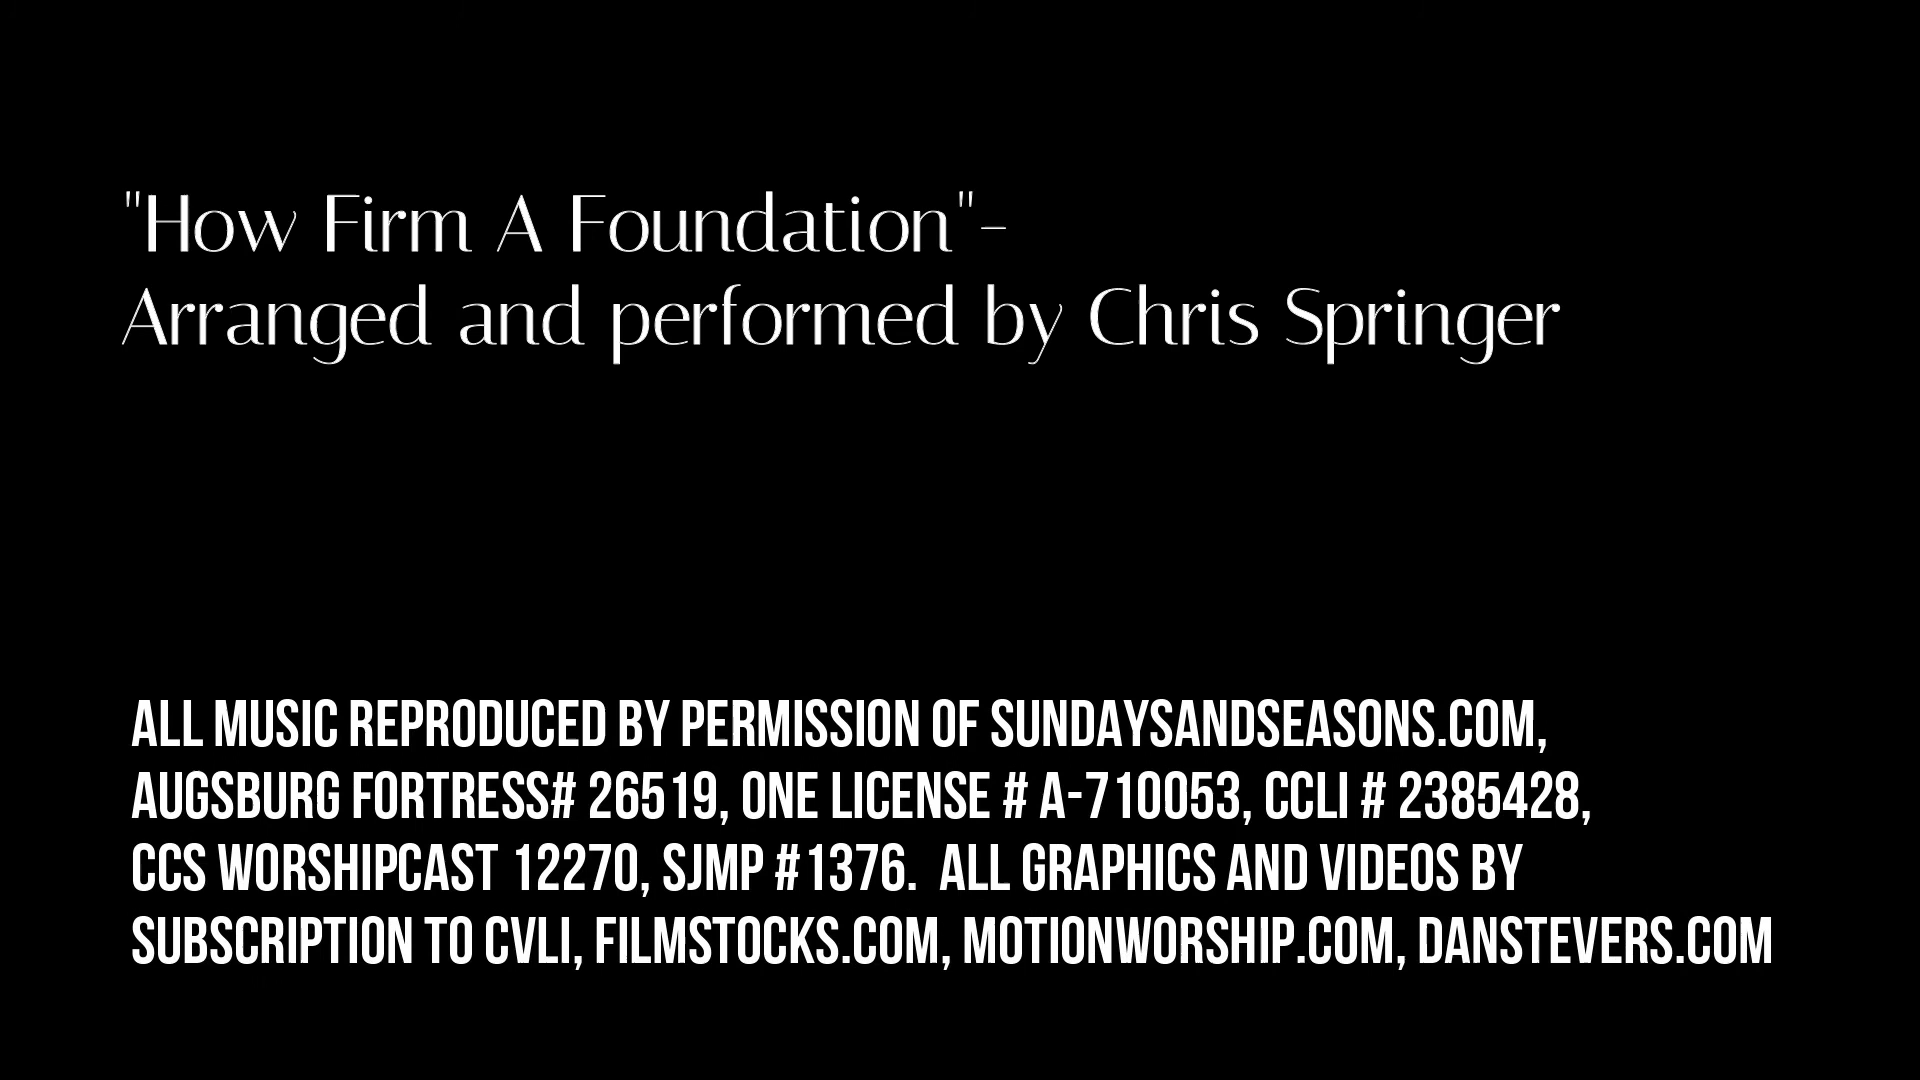 "How Firm A Foundation"-
Arranged and performed by Chris Springer
ALL MUSIC REPRODUCED BY PERMISSION OF SUNDAYSANDSEASONS.COM,
AUGSBURG FORTRESS# 26519, ONE LICENSE # A-710053, CCLI # 2385428,
CCS WORSHIPCAST 12270, SJMP #1376.  ALL GRAPHICS AND VIDEOS BY
SUBSCRIPTION TO CVLI, FILMSTOCKS.COM, MOTIONWORSHIP.COM, DANSTEVERS.COM